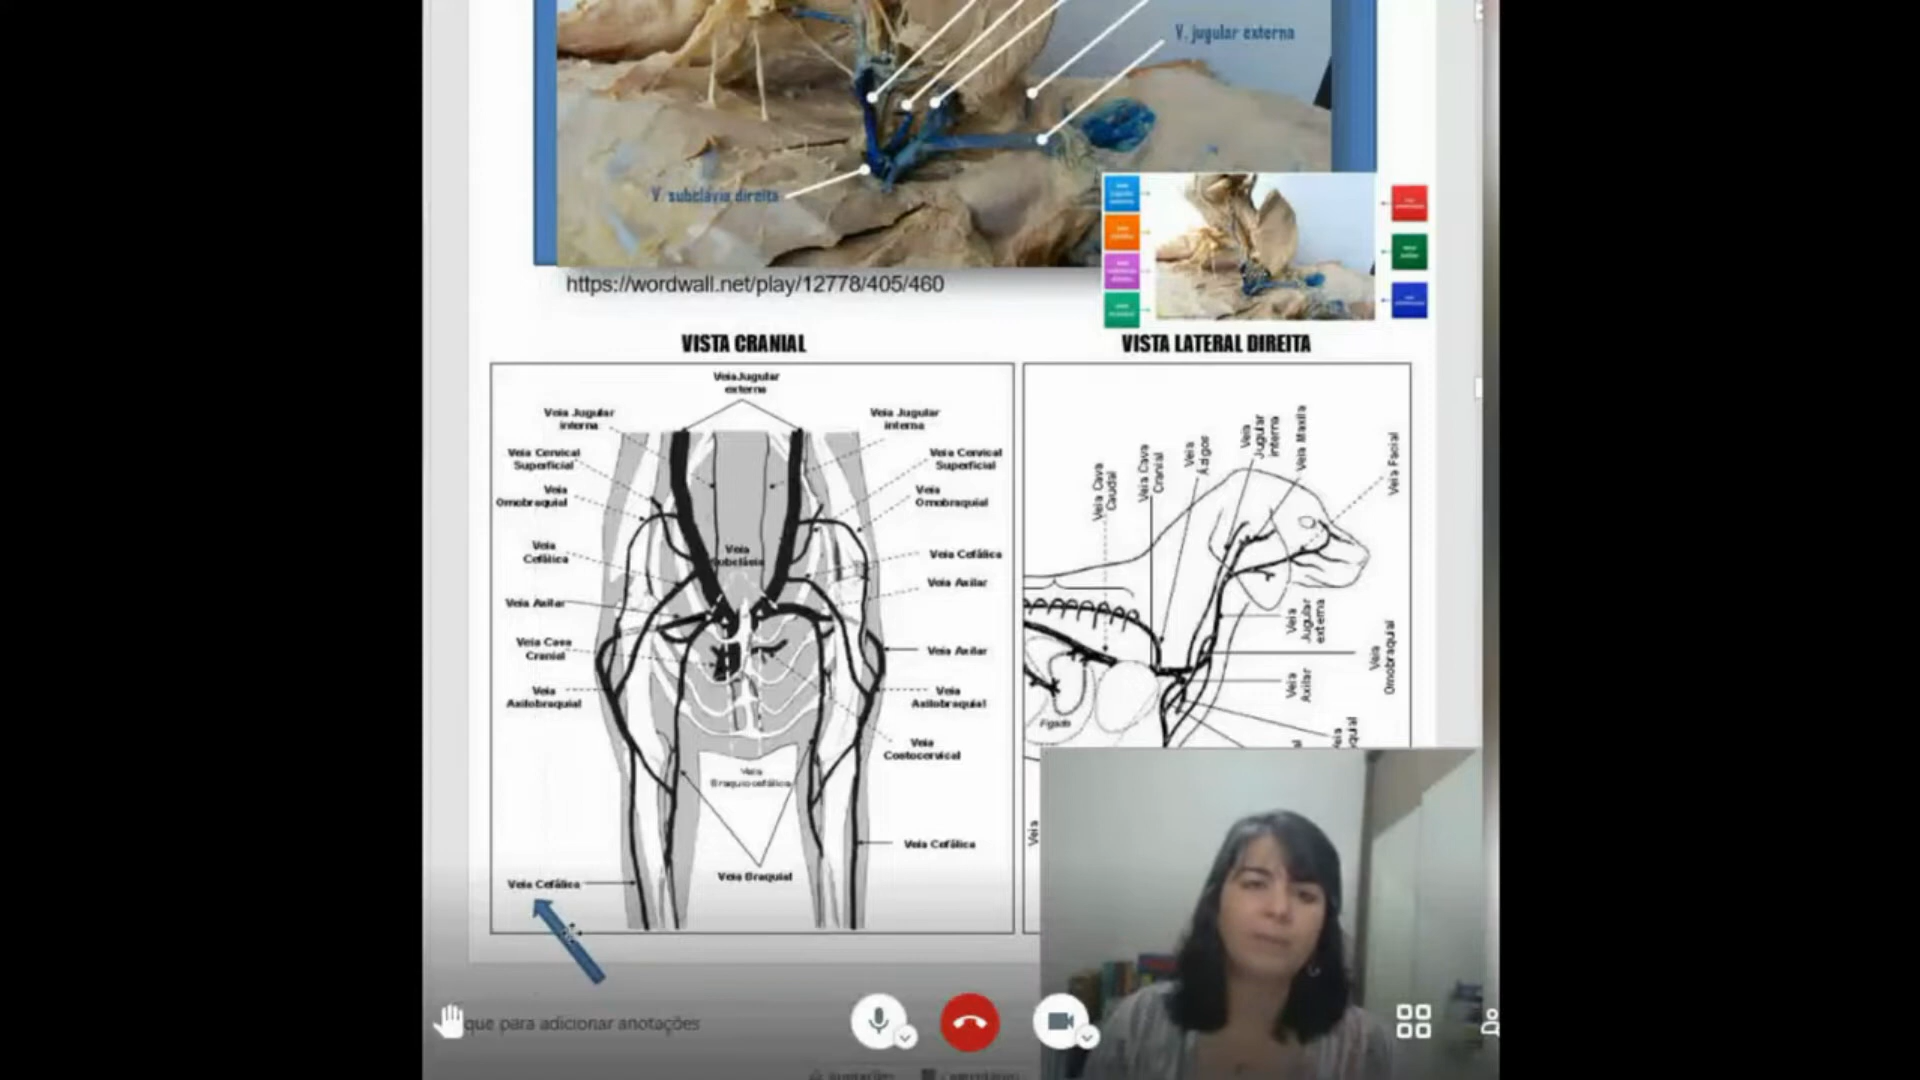 V. jugular externa
V. subclávia direita
https://wordwall.net/play/12778/405/460
VISTA CRANIAL
VISTA LATERAL DIREITA
Veia Jugular
externa
Veia Jugular
interna
Veia Jugular
interna
Veia Cervical
Superficial
Veia Cervical
Superficial
Veia
Omobraquial
Veia
Omobraquial
Veia
Cefálica
Veia
Subclávia
Veia Cefálica
Veia Axilar
Veia Axilar
Veia Cava
Cranial
Veia Axilar
Veia
Axilobraquial
Veia
Axilobraquial
Veia
Costocervical
Veia
Braquiocefálica
Veia Cefálica
Veia Braquial
Veia Cefálica
Veia Cava
Caudal
Veia Cava
Cranial
Veia
Ázigos
Veia
Jugular
interna
Veia Maxila
Veia Facial
Veia
Jugular
externa
Veia
Omobraquial
Veia
Axilar
Fígado
Veia
que para adicionar anotações